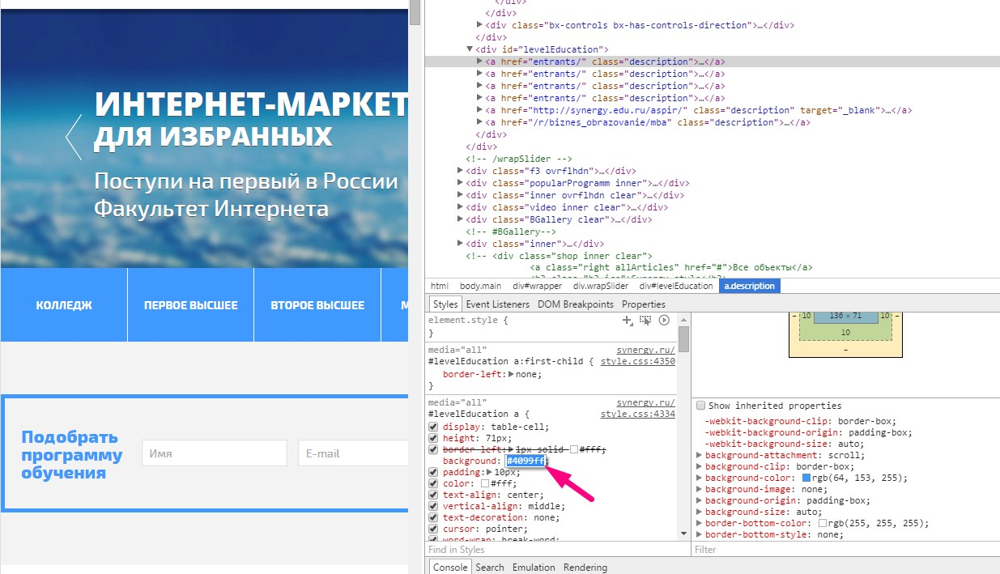 ИНТЕРНЕТ-МАРКЕТ
ДЛЯ ИЗБРАННЫХ
Поступи на первый в России
Факультет Интернета
КОЛЛЕДЖ
ПЕРВОЕ ВЫСШЕЕ
ВТОРОЕ ВЫСШЕЕ
М
Подобрать
программу
обучения
Имя
E-mail
</div>
</div>
<div class="bx-controls bx-has-controls-direction">…</div>
</div>
<div id="levelEducation">
<a href="entrants/" class="description">…</a>
<a href="entrants/" class="description">…</a>
<a href="entrants/" class="description">…</a>
<a href="entrants/" class="description">…</a>
<a href="http://synergy.edu.ru/aspir/" class="description" target="_blank">…</a>
<a href="/r/biznes_obrazovanie/mba" class="description">…</a>
</div>
</div>
<!-- /wrapSlider -->
<div class="f3 ovrflhdn">…</div>
<div class="popularProgramm inner">…</div>
<div class="inner ovrflhdn clear">…</div>
<div class="video inner clear">…</div>
<div class="BGallery clear">…</div>
<!-- #BGallery-->
<div class="inner">…</div>
<!-- <div class="shop inner clear">
<a class="right allArticles" href="#">Все объекты</a>
html body.main div#wrapper div.wrapSlider div#levelEducation a.description
Styles Event Listeners DOM Breakpoints Properties
element.style {
}
media="all" synergy.ru/
#levelEducation a:first-child { style.css:4350
border-left: none;
}
media="all" synergy.ru/
#levelEducation a { style.css:4334
display: table-cell;
height: 71px;
border-left: 1px solid #fff;
background: #4099ff;
padding: 10px;
color: #fff;
text-align: center;
vertical-align: middle;
text-decoration: none;
cursor: pointer;
word-wrap: break-word;
Find in Styles
– 10 136 × 71 10 –
10
–
Show inherited properties
-webkit-background-clip: border-box;
-webkit-background-origin: padding-box;
-webkit-background-size: auto;
background-attachment: scroll;
background-clip: border-box;
background-color: rgb(64, 153, 255);
background-image: none;
background-origin: padding-box;
background-size: auto;
border-bottom-color: rgb(255, 255, 255);
border-bottom-style: none;
Filter
Console Search Emulation Rendering